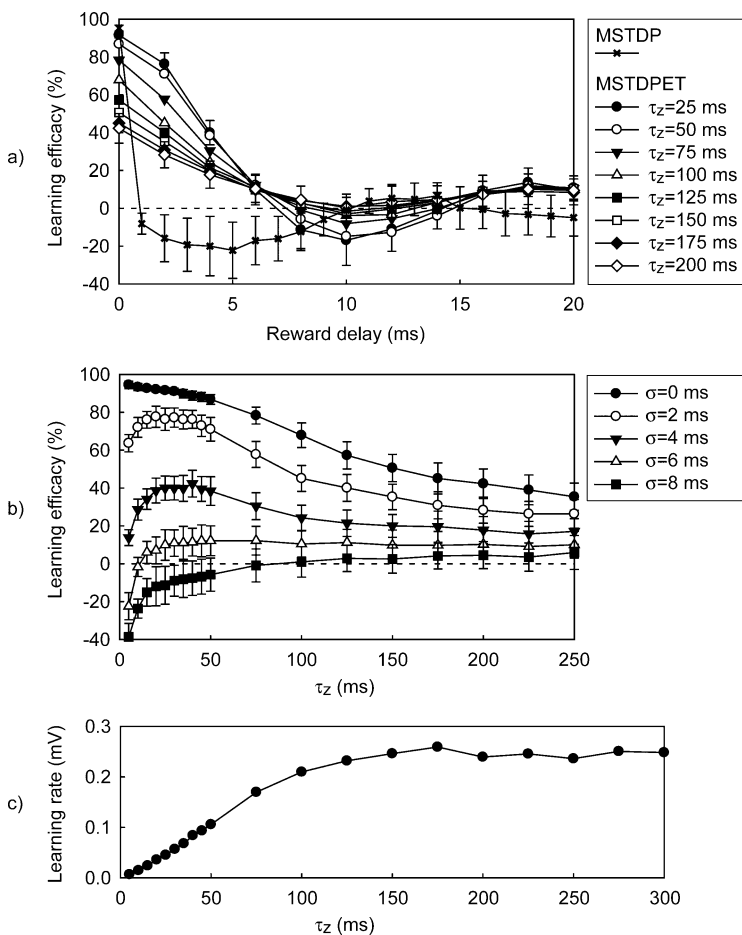 a)
Learning efficacy (%)
100
80
60
40
20
0
-20
-40
0
5
10
15
20
Reward delay (ms)
MSTDP
MSTDPET
τz=25 ms
τz=50 ms
τz=75 ms
τz=100 ms
τz=125 ms
τz=150 ms
τz=175 ms
τz=200 ms
b)
Learning efficacy (%)
100
80
60
40
20
0
-20
-40
0
50
100
150
200
250
τz (ms)
σ=0 ms
σ=2 ms
σ=4 ms
σ=6 ms
σ=8 ms
c)
Learning rate (mV)
0.3
0.2
0.1
0.0
0
50
100
150
200
250
300
τz (ms)